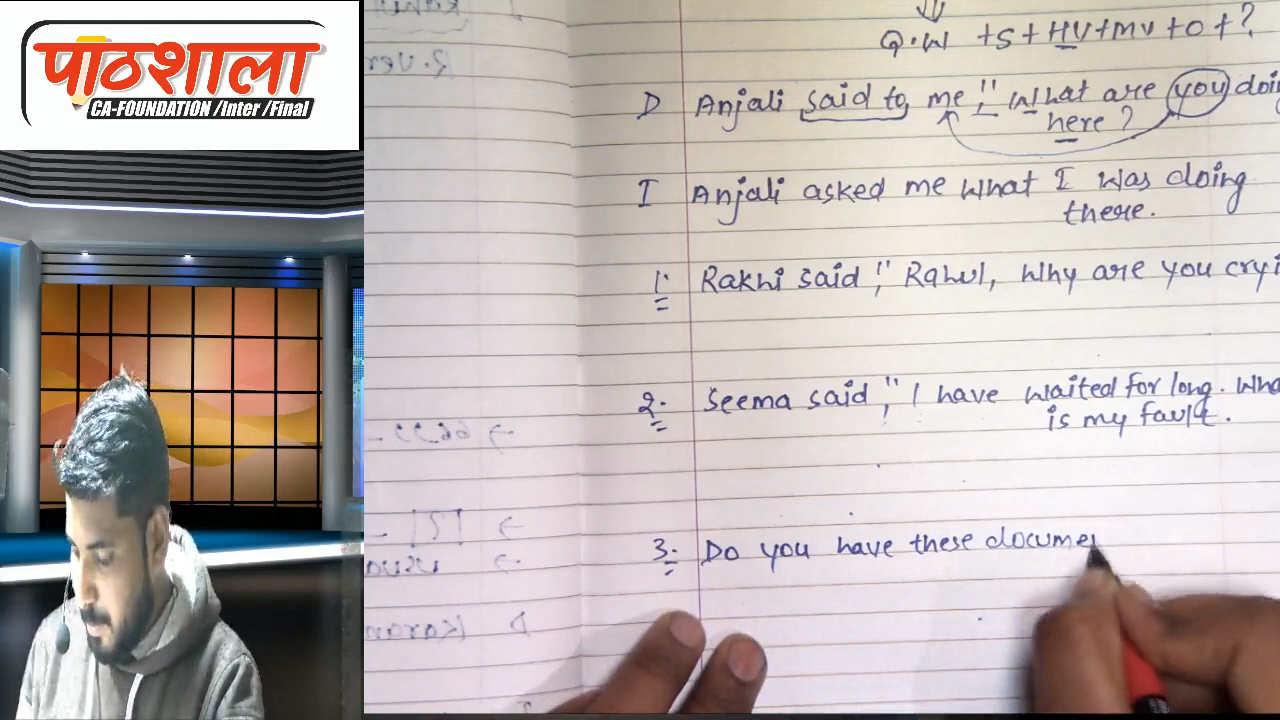 पाठशाला
CA-FOUNDATION /Inter /Final
Q.W +S+HV+MV+O+?
D Anjali said to me," What are you doin
here?
I Anjali asked me what I was doing
there.
1. Rakhi said," Rahul, Why are you cryi
2. Seema said," I have waited for long. Wha
is my fault.
3. Do you have these docume